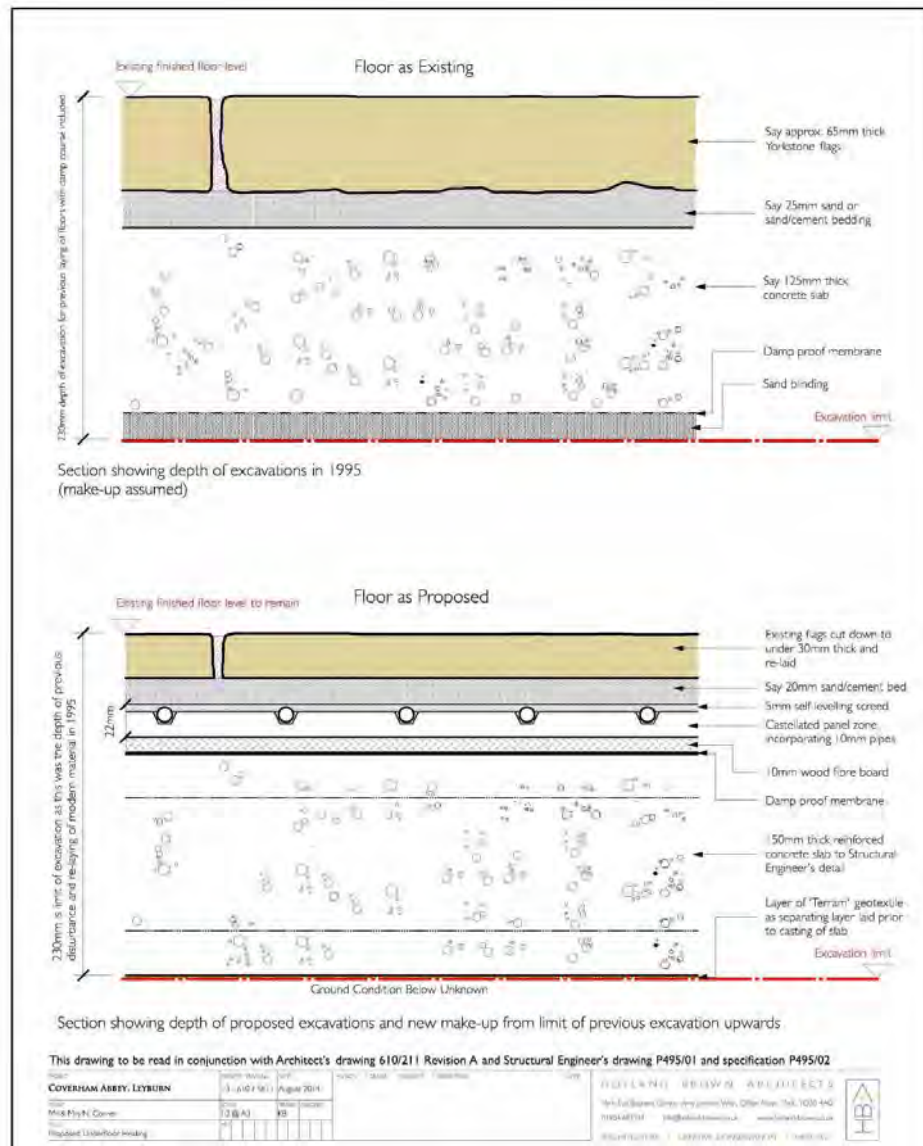 Existing finished floor level
Floor as Existing
230mm depth of excavation for previous laying of floors with damp course included
Say approx. 65mm thick
Yorkstone flags
Say 25mm sand or
sand/cement bedding
Say 125mm thick
concrete slab
Damp proof membrane
Sand binding
Excavation limit
Section showing depth of excavations in 1995
(make-up assumed)
Existing finished floor level to remain
Floor as Proposed
230mm is limit of excavation as this was the depth of previous
disturbance and re-laying of modern material in 1995
22mm
Existing flags cut down to
under 30mm thick and
re-laid
Say 20mm sand/cement bed
5mm self levelling screed
Castellated panel zone
incorporating 10mm pipes
10mm wood fibre board
Damp proof membrane
150mm thick reinforced
concrete slab to Structural
Engineer's detail
Layer of 'Terram' geotextile
as separating layer laid prior
to casting of slab
Excavation limit
Ground Condition Below Unknown
Section showing depth of proposed excavations and new make-up from limit of previous excavation upwards
This drawing to be read in conjunction with Architect's drawing 610/211 Revision A and Structural Engineer's drawing P495/01 and specification P495/02
COVERHAM ABBEY, LEYBURN
August 2014
1:2 @ A3
Proposed Underfloor Heating
BROWN ARCHITECTS
HBA